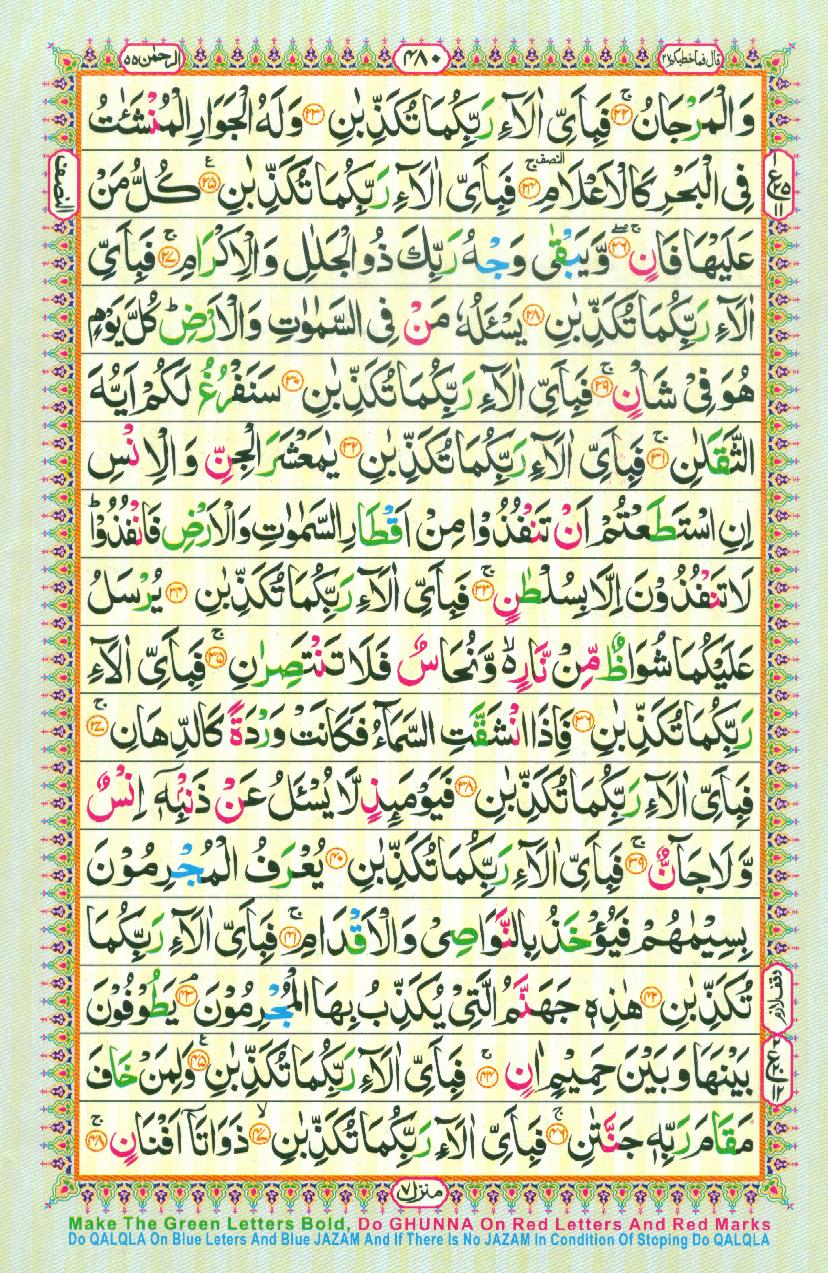 قال فما خطبكم ٢٧
٤٨٠
الرحمٰن ٥٥
وَالْمَرْجَانُ ﴿٢٢﴾ۚ فَبِاَىِّ اٰلَآءِ رَبِّكُمَا تُكَذِّبٰنِ ﴿٢٣﴾ وَلَهُ الْجَوَارِ الْمُنْشَئٰتُ
فِى الْبَحْرِ كَالْاَعْلَامِ ﴿٢٤﴾ۚ فَبِاَىِّ اٰلَآءِ رَبِّكُمَا تُكَذِّبٰنِ ﴿٢٥﴾ كُلُّ مَنْ
عَلَيْهَا فَانٍ ﴿٢٦﴾ۚ وَّيَبْقٰى وَجْهُ رَبِّكَ ذُو الْجَلٰلِ وَالْاِكْرَامِ ﴿٢٧﴾ۚ فَبِاَىِّ
اٰلَآءِ رَبِّكُمَا تُكَذِّبٰنِ ﴿٢٨﴾ يَسْئَلُهٗ مَنْ فِى السَّمٰوٰتِ وَالْاَرْضِؕ كُلَّ يَوْمٍ
هُوَ فِىْ شَاْنٍ ﴿٢٩﴾ۚ فَبِاَىِّ اٰلَآءِ رَبِّكُمَا تُكَذِّبٰنِ ﴿٣٠﴾ سَنَفْرُغُ لَكُمْ اَيُّهَ
الثَّقَلٰنِ ﴿٣١﴾ۚ فَبِاَىِّ اٰلَآءِ رَبِّكُمَا تُكَذِّبٰنِ ﴿٣٢﴾ يٰمَعْشَرَ الْجِنِّ وَالْاِنْسِ
اِنِ اسْتَطَعْتُمْ اَنْ تَنْفُذُوْا مِنْ اَقْطَارِ السَّمٰوٰتِ وَالْاَرْضِ فَانْفُذُوْاؕ
لَا تَنْفُذُوْنَ اِلَّا بِسُلْطٰنٍ ﴿٣٣﴾ۚ فَبِاَىِّ اٰلَآءِ رَبِّكُمَا تُكَذِّبٰنِ ﴿٣٤﴾ يُرْسَلُ
عَلَيْكُمَا شُوَاظٌ مِّنْ نَّارٍ ۙ وَّنُحَاسٌ فَلَا تَنْتَصِرٰنِ ﴿٣٥﴾ۚ فَبِاَىِّ اٰلَآءِ
رَبِّكُمَا تُكَذِّبٰنِ ﴿٣٦﴾ فَاِذَا انْشَقَّتِ السَّمَآءُ فَكَانَتْ وَرْدَةً كَالدِّهَانِ ﴿٣٧﴾ۚ
فَبِاَىِّ اٰلَآءِ رَبِّكُمَا تُكَذِّبٰنِ ﴿٣٨﴾ فَيَوْمَئِذٍ لَّا يُسْئَلُ عَنْ ذَنْۢبِهٖٓ اِنْسٌ
وَّلَا جَآنٌّ ﴿٣٩﴾ۚ فَبِاَىِّ اٰلَآءِ رَبِّكُمَا تُكَذِّبٰنِ ﴿٤٠﴾ يُعْرَفُ الْمُجْرِمُوْنَ
بِسِيْمٰهُمْ فَيُؤْخَذُ بِالنَّوَاصِىْ وَالْاَقْدَامِ ﴿٤١﴾ۚ فَبِاَىِّ اٰلَآءِ رَبِّكُمَا
تُكَذِّبٰنِ ﴿٤٢﴾ هٰذِهٖ جَهَنَّمُ الَّتِىْ يُكَذِّبُ بِهَا الْمُجْرِمُوْنَ ﴿٤٣﴾ۘ يَطُوْفُوْنَ
بَيْنَهَا وَبَيْنَ حَمِيْمٍ اٰنٍ ﴿٤٤﴾ۚ فَبِاَىِّ اٰلَآءِ رَبِّكُمَا تُكَذِّبٰنِ ﴿٤٥﴾ وَلِمَنْ خَافَ
مَقَامَ رَبِّهٖ جَنَّتٰنِ ﴿٤٦﴾ۚ فَبِاَىِّ اٰلَآءِ رَبِّكُمَا تُكَذِّبٰنِ ﴿٤٧﴾ۙ ذَوَاتَآ اَفْنَانٍ ﴿٤٨﴾ۚ
النصف
منزل ٧
Make The Green Letters Bold, Do GHUNNA On Red Letters And Red Marks
Do QALQLA On Blue Leters And Blue JAZAM And If There Is No JAZAM In Condition Of Stoping Do QALQLA